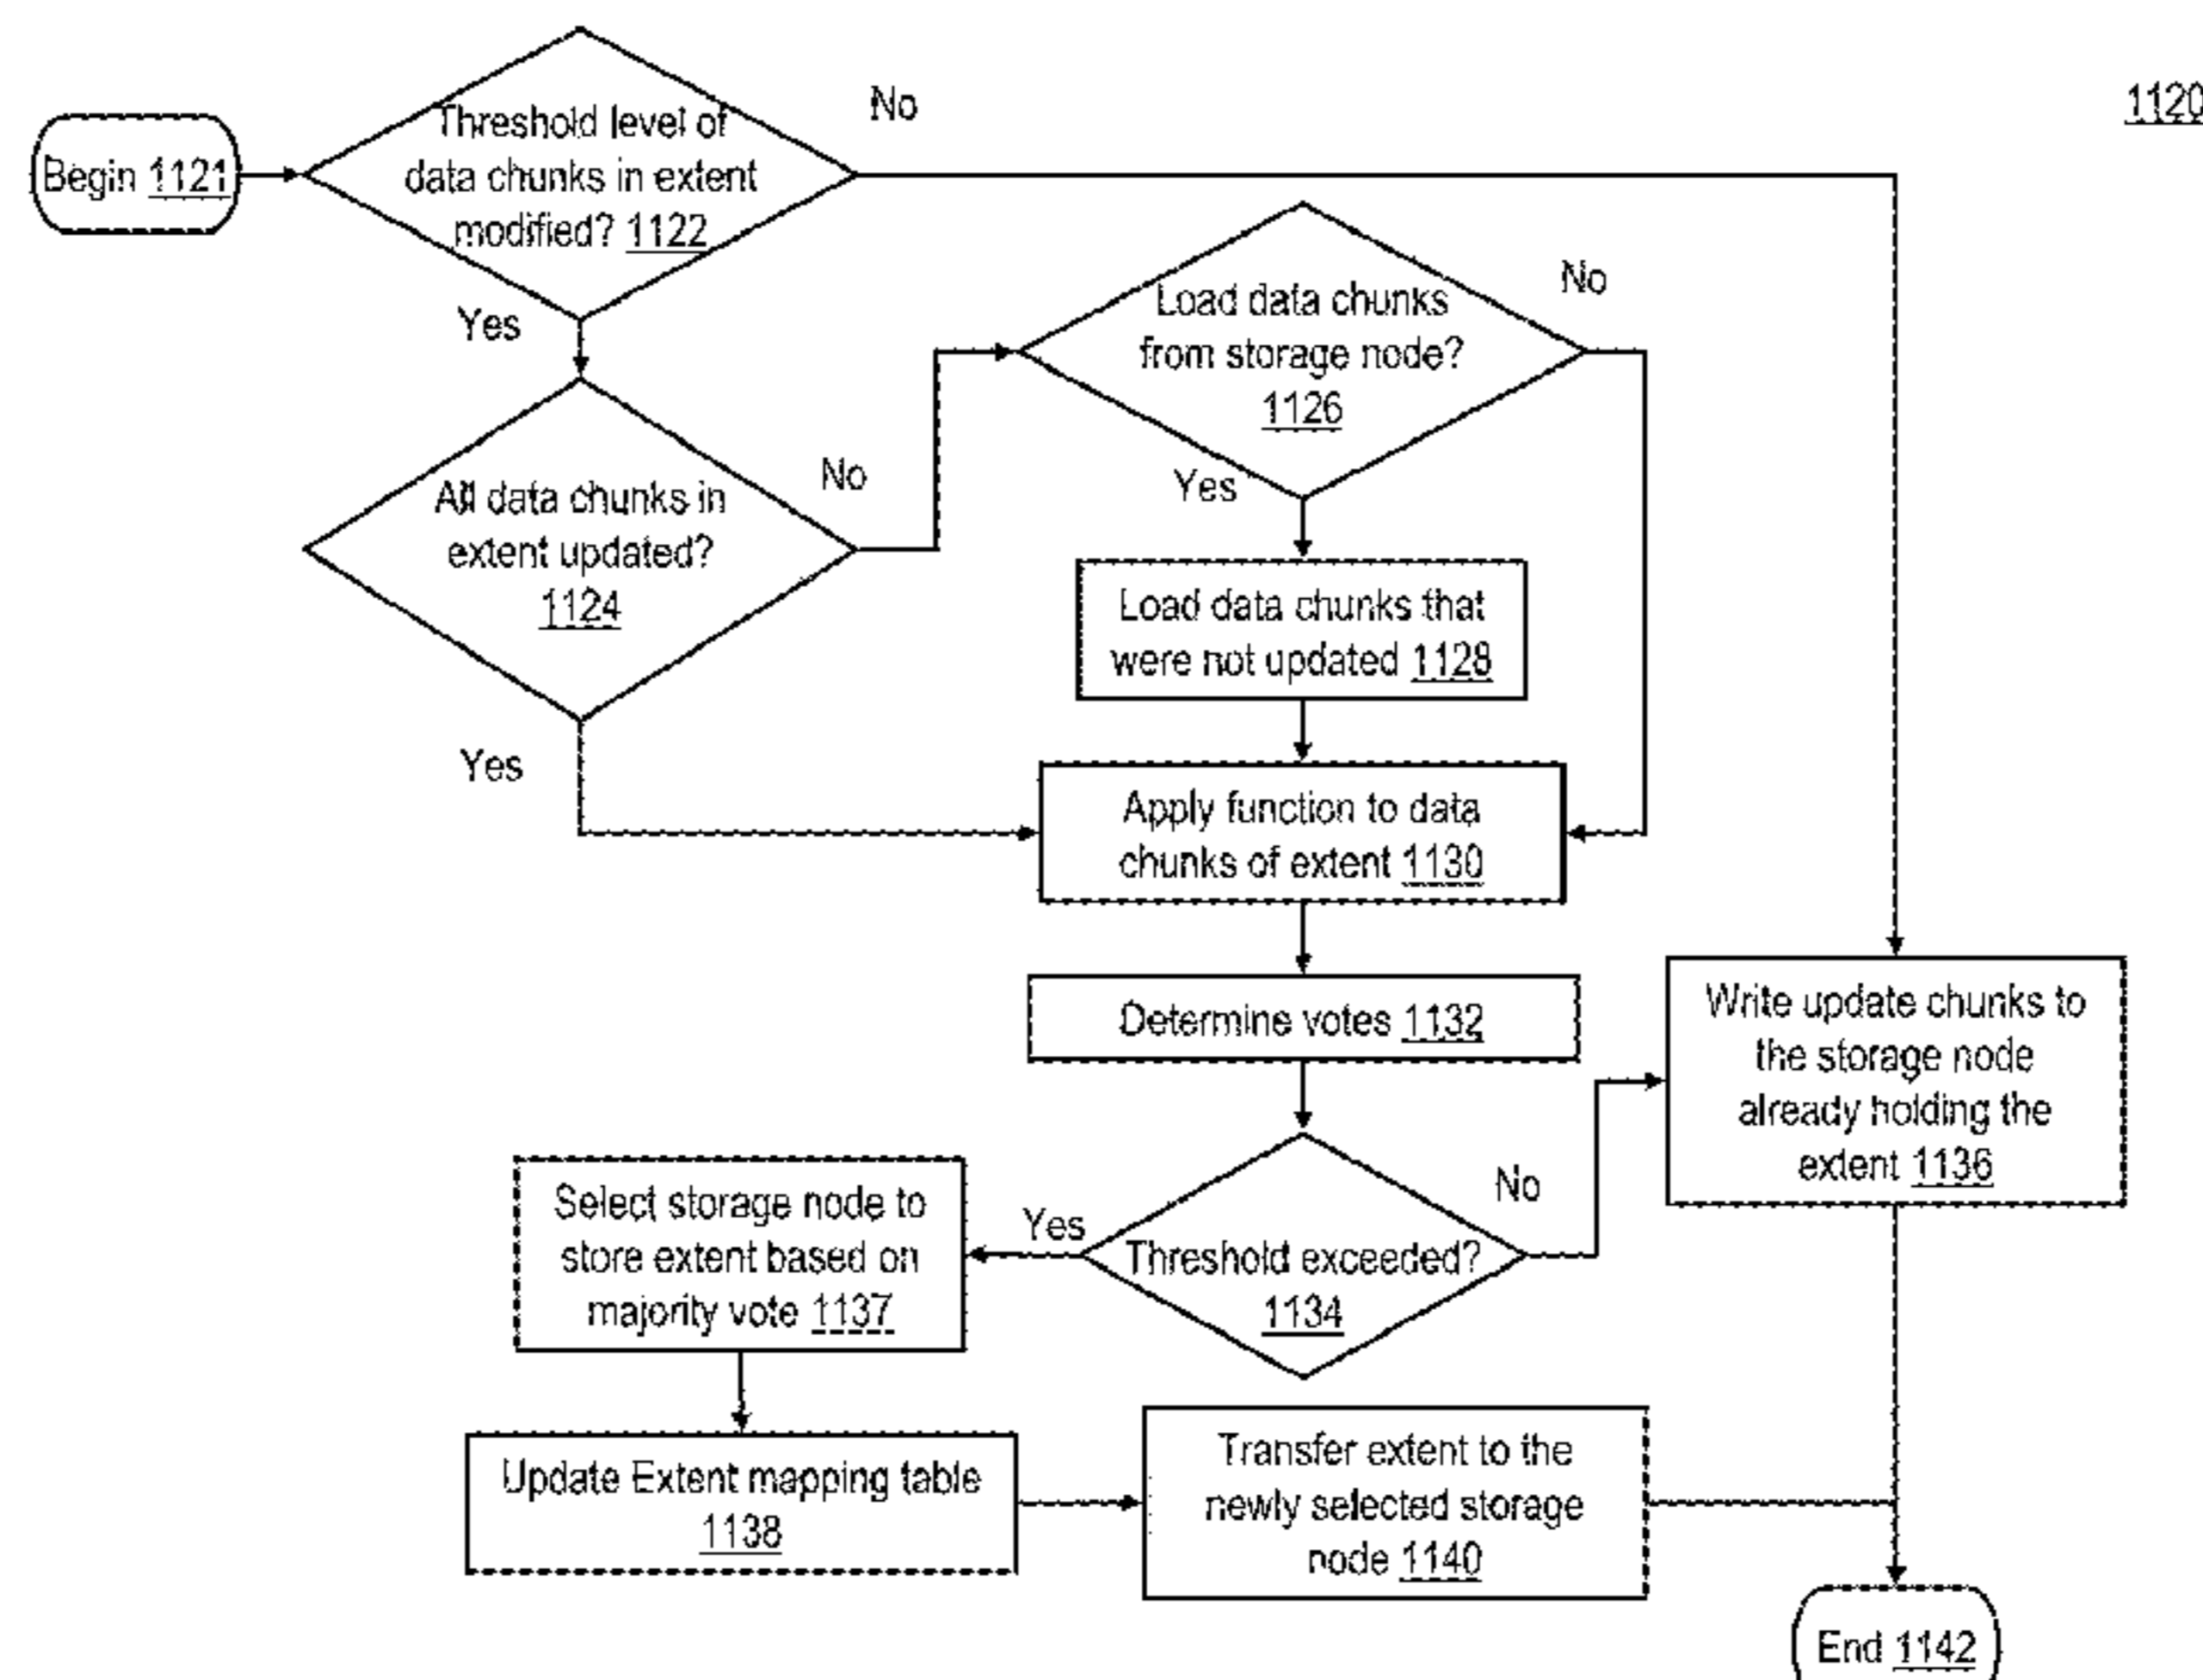 1120
Begin 1121
Threshold level of
data chunks in extent
modified? 1122
No
Yes
All data chunks in
extent updated?
1124
No
Yes
Load data chunks
from storage node?
1126
No
Yes
Load data chunks that
were not updated 1128
Apply function to data
chunks of extent 1130
Determine votes 1132
Threshold exceeded?
1134
No
Yes
Write update chunks to
the storage node
already holding the
extent 1136
Select storage node to
store extent based on
majority vote 1137
Update Extent mapping table
1138
Transfer extent to the
newly selected storage
node 1140
End 1142